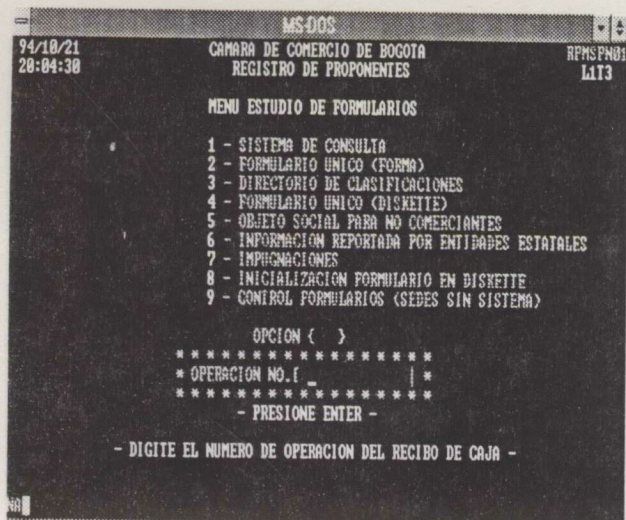 MS-DOS
94/10/21 CAMARA DE COMERCIO DE BOGOTA RPMSPN01
20:04:30 REGISTRO DE PROPONENTES L1T3
MENU ESTUDIO DE FORMULARIOS
1 - SISTEMA DE CONSULTA
2 - FORMULARIO UNICO (FORMA)
3 - DIRECTORIO DE CLASIFICACIONES
4 - FORMULARIO UNICO (DISKETTE)
5 - OBJETO SOCIAL PARA NO COMERCIANTES
6 - INFORMACION REPORTADA POR ENTIDADES ESTATALES
7 - IMPUGNACIONES
8 - INICIALIZACION FORMULARIO EN DISKETTE
9 - CONTROL FORMULARIOS (SEDES SIN SISTEMA)
OPCION { }
* * * * * * * * * * * * * * * *
* OPERACION NO.[ _ ] *
* * * * * * * * * * * * * * * *
- PRESIONE ENTER -
- DIGITE EL NUMERO DE OPERACION DEL RECIBO DE CAJA -